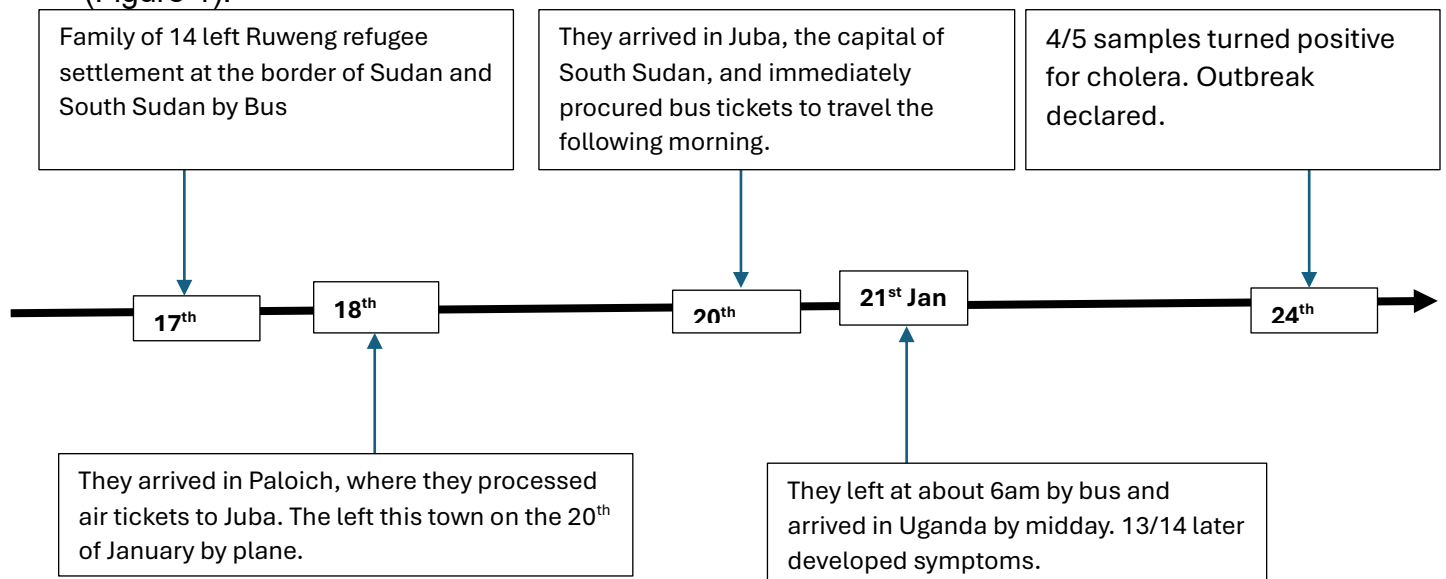 (Figure 1).
Family of 14 left Ruweng refugee
settlement at the border of Sudan and
South Sudan by Bus
They arrived in Juba, the capital of
South Sudan, and immediately
procured bus tickets to travel the
following morning.
4/5 samples turned positive
for cholera. Outbreak
declared.
17th
18th
20th
21st Jan
24th
They arrived in Paloich, where they processed
air tickets to Juba. The left this town on the 20th
of January by plane.
They left at about 6am by bus and
arrived in Uganda by midday. 13/14 later
developed symptoms.